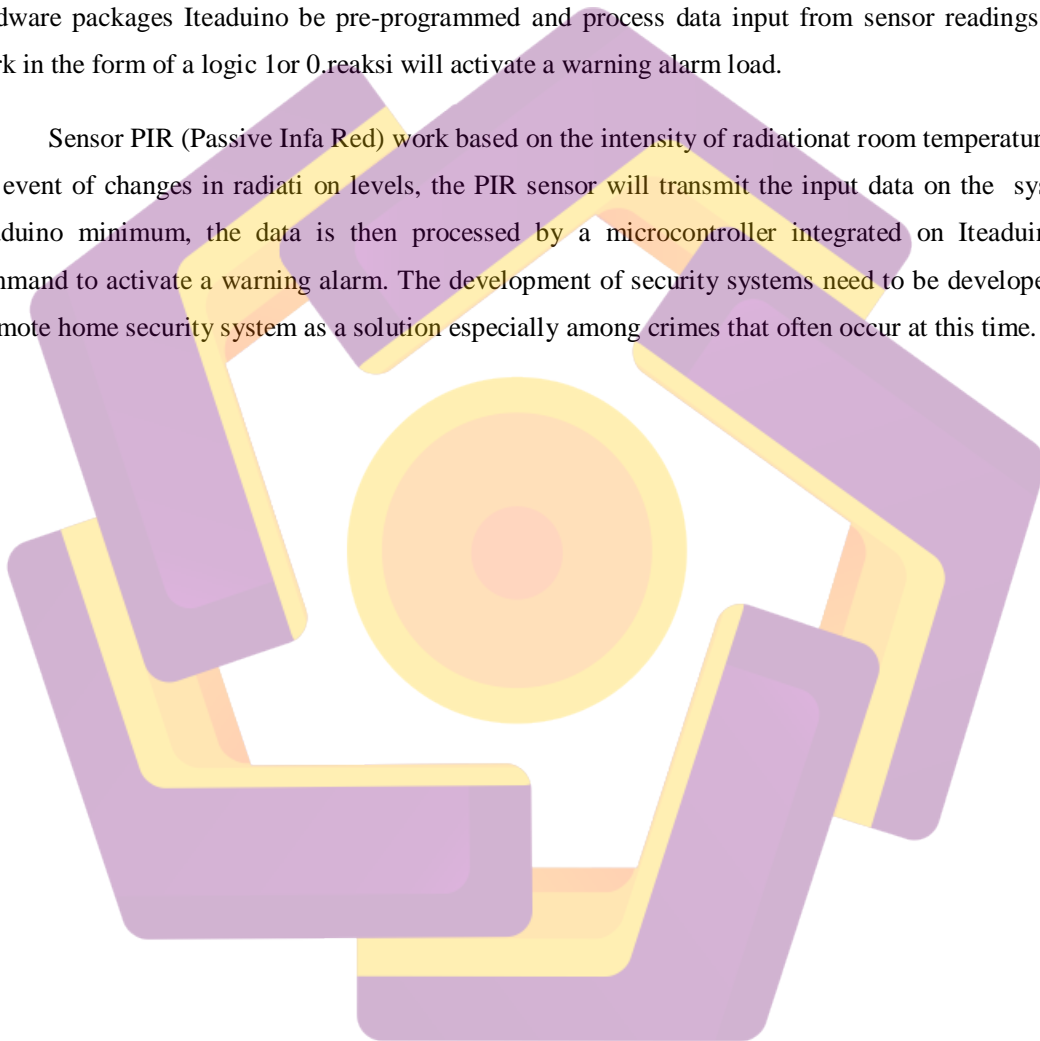 dware packages Iteaduino be pre-programmed and process data input from sensor readings
rk in the form of a logic 1or 0.reaksi will activate a warning alarm load.
Sensor PIR (Passive Infa Red) work based on the intensity of radiationat room temperatur
event of changes in radiati on levels, the PIR sensor will transmit the input data on the sys
duino minimum, the data is then processed by a microcontroller integrated on Iteaduin
mmand to activate a warning alarm. The development of security systems need to be develope
mote home security system as a solution especially among crimes that often occur at this time.